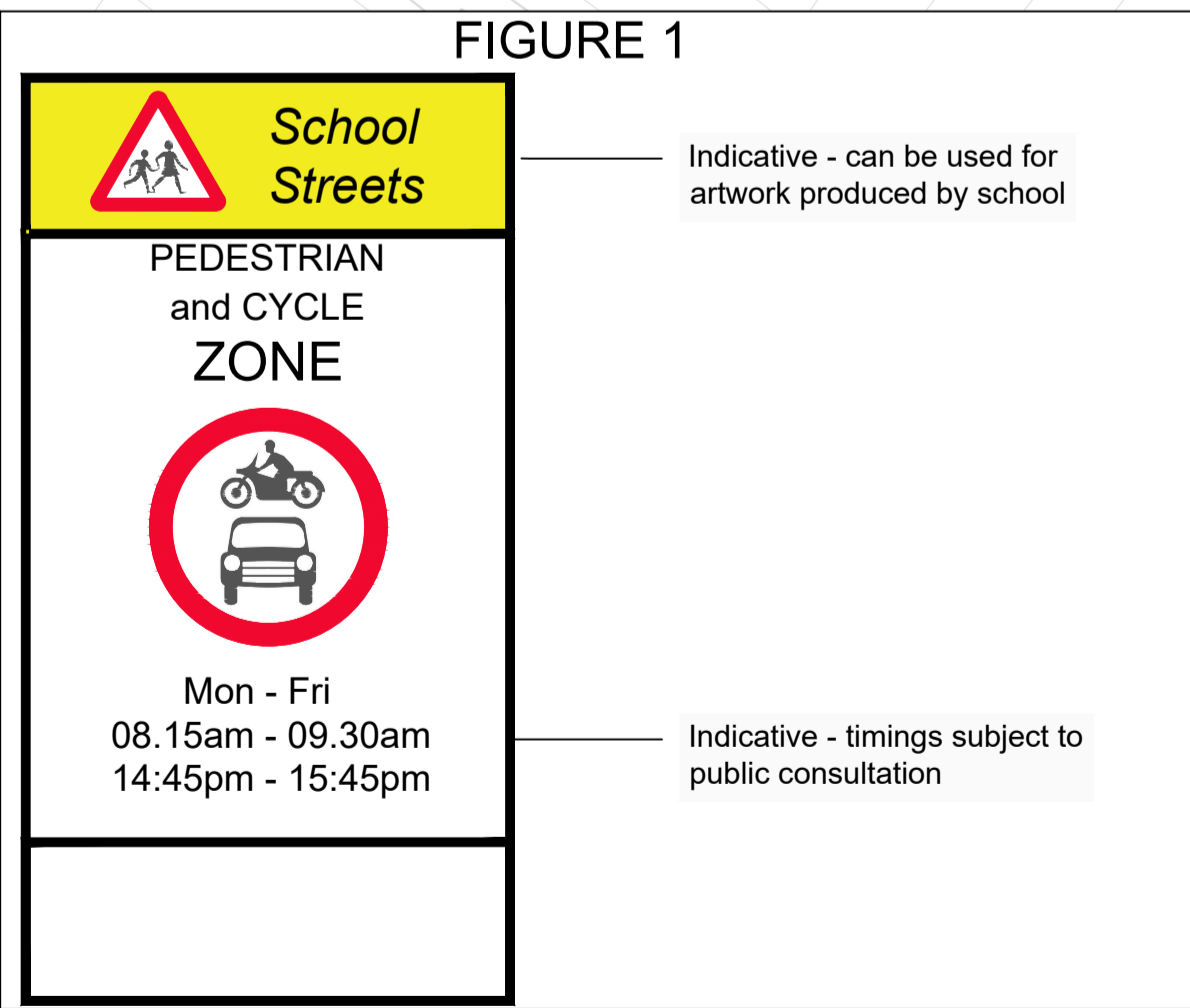 FIGURE 1
School
Streets
Indicative - can be used for
artwork produced by school
PEDESTRIAN
and CYCLE
ZONE
Mon - Fri
08.15am - 09.30am
14:45pm - 15:45pm
Indicative - timings subject to
public consultation